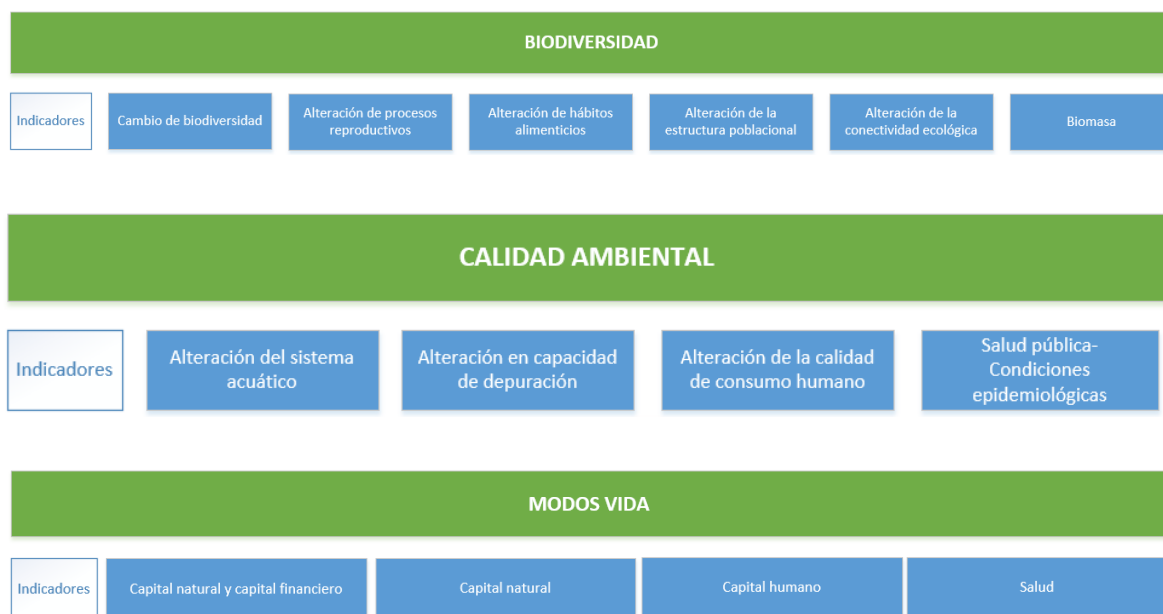 BIODIVERSIDAD
Indicadores
Cambio de biodiversidad
Alteración de procesos
reproductivos
Alteración de hábitos
alimenticios
Alteración de la
estructura poblacional
Alteración de la
conectividad ecológica
Biomasa
CALIDAD AMBIENTAL
Indicadores
Alteración del sistema
acuático
Alteración en capacidad
de depuración
Alteración de la calidad
de consumo humano
Salud pública-
Condiciones
epidemiológicas
MODOS VIDA
Indicadores
Capital natural y capital financiero
Capital natural
Capital humano
Salud